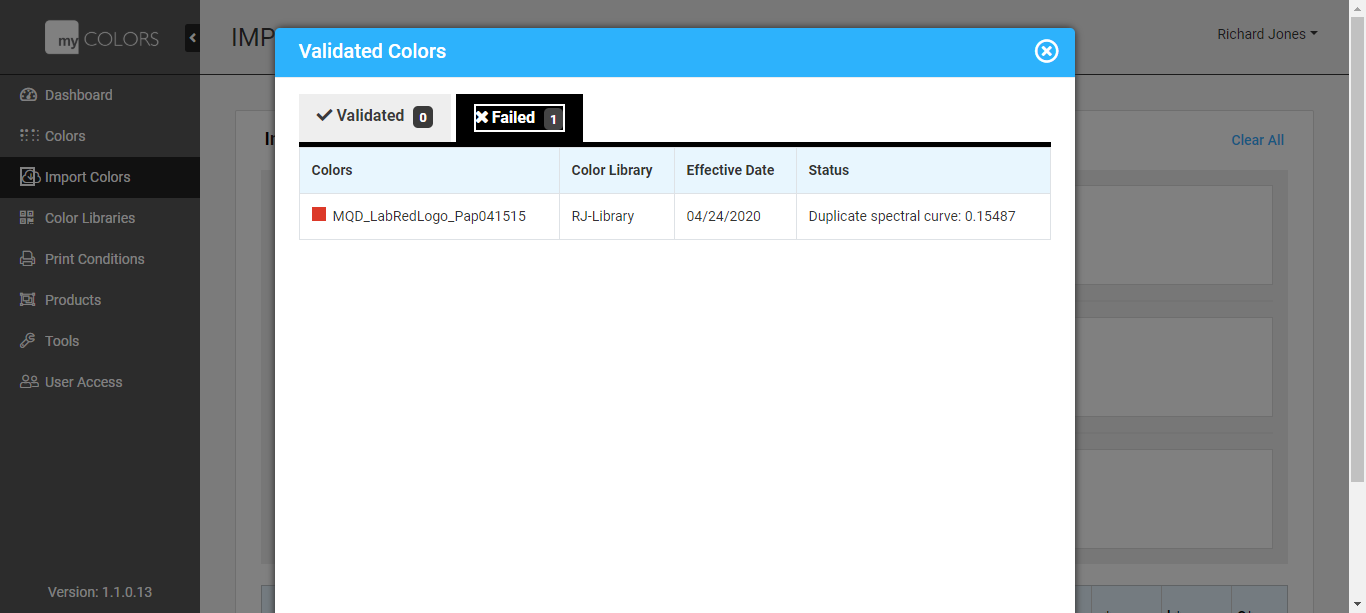 my COLORS
IMP
Richard Jones
Validated Colors
Dashboard
Colors
Import Colors
Color Libraries
Print Conditions
Products
Tools
User Access
Version: 1.1.0.13
Clear All
Validated 0
Failed 1
Colors Color Library Effective Date Status
MQD_LabRedLogo_Pap041515 RJ-Library 04/24/2020 Duplicate spectral curve: 0.15487